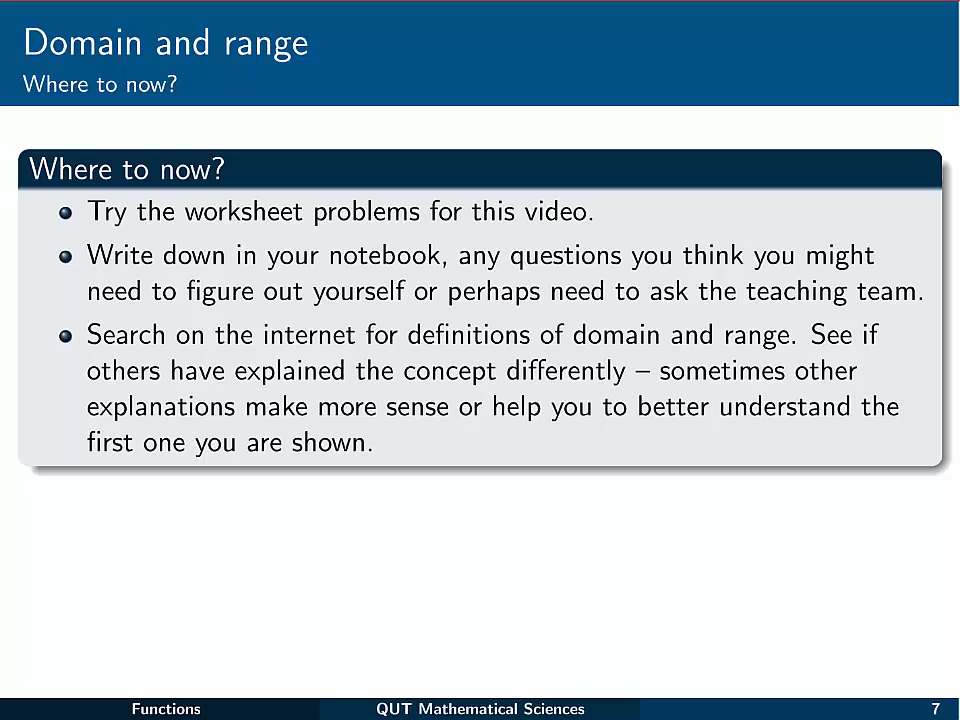 Domain and range
Where to now?
Where to now?
Try the worksheet problems for this video.
Write down in your notebook, any questions you think you might
need to figure out yourself or perhaps need to ask the teaching team.
Search on the internet for definitions of domain and range. See if
others have explained the concept differently – sometimes other
explanations make more sense or help you to better understand the
first one you are shown.
Functions
QUT Mathematical Sciences
7